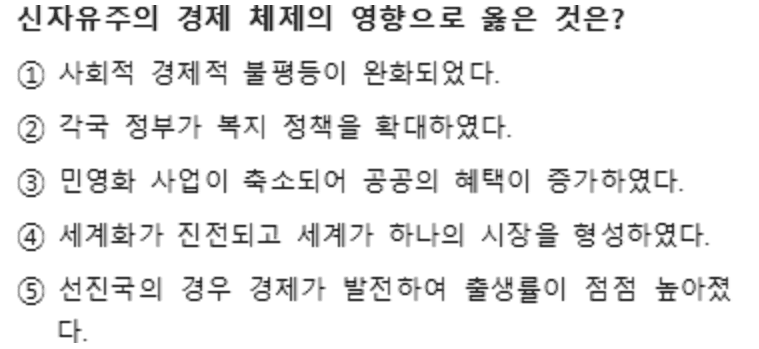 신자유주의 경제 체제의 영향으로 옳은 것은?
① 사회적 경제적 불평등이 완화되었다.
② 각국 정부가 복지 정책을 확대하였다.
③ 민영화 사업이 축소되어 공공의 혜택이 증가하였다.
④ 세계화가 진전되고 세계가 하나의 시장을 형성하였다.
⑤ 선진국의 경우 경제가 발전하여 출생률이 점점 높아졌
다.